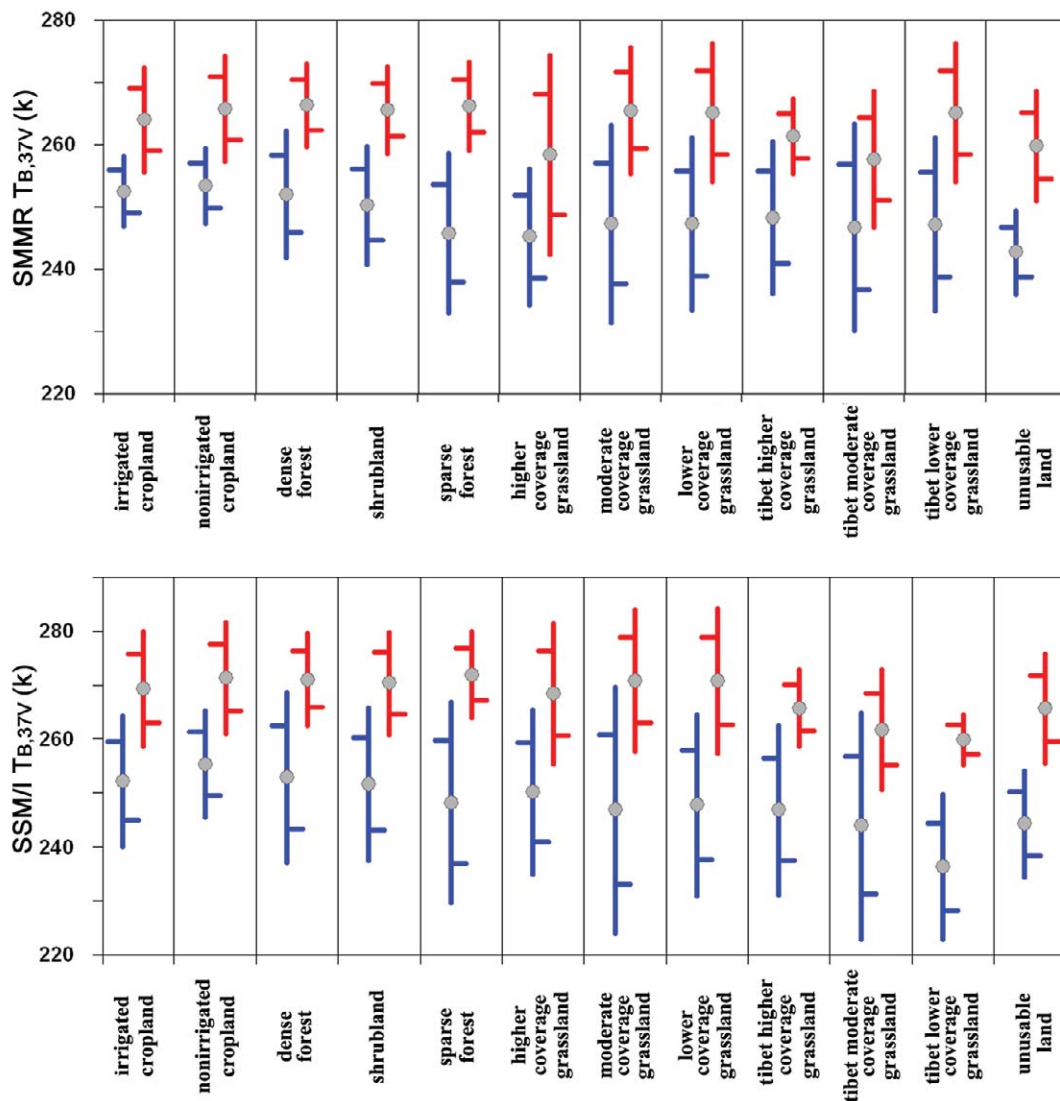 280
260
240
220
SMMR TB,37V (k)
irrigated
cropland
nonirrigated
cropland
dense
forest
shrubland
sparse
forest
higher
coverage
grassland
moderate
coverage
grassland
lower
coverage
grassland
tibet higher
coverage
grassland
tibet moderate
coverage
grassland
tibet lower
coverage
grassland
unusable
land
280
260
240
220
SSM/I TB,37V (k)
irrigated
cropland
nonirrigated
cropland
dense
forest
shrubland
sparse
forest
higher
coverage
grassland
moderate
coverage
grassland
lower
coverage
grassland
tibet higher
coverage
grassland
tibet moderate
coverage
grassland
tibet lower
coverage
grassland
unusable
land